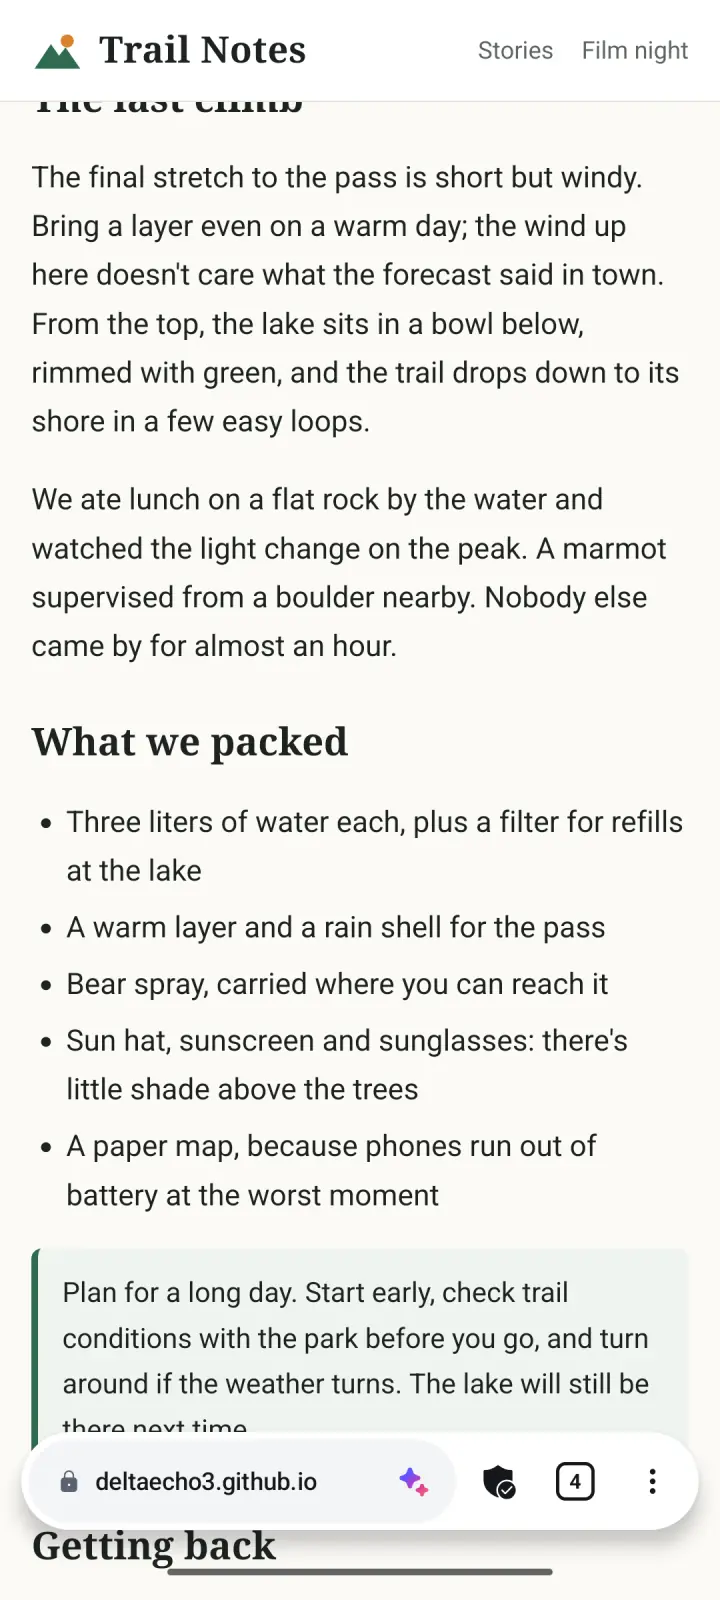 Trail Notes
Stories
Film night
The last climb
The final stretch to the pass is short but windy.
Bring a layer even on a warm day; the wind up
here doesn't care what the forecast said in town.
From the top, the lake sits in a bowl below,
rimmed with green, and the trail drops down to its
shore in a few easy loops.
We ate lunch on a flat rock by the water and
watched the light change on the peak. A marmot
supervised from a boulder nearby. Nobody else
came by for almost an hour.
What we packed
• Three liters of water each, plus a filter for refills
at the lake
• A warm layer and a rain shell for the pass
• Bear spray, carried where you can reach it
• Sun hat, sunscreen and sunglasses: there's
little shade above the trees
• A paper map, because phones run out of
battery at the worst moment
Plan for a long day. Start early, check trail
conditions with the park before you go, and turn
around if the weather turns. The lake will still be
there next time.
deltaecho3.github.io
4
Getting back